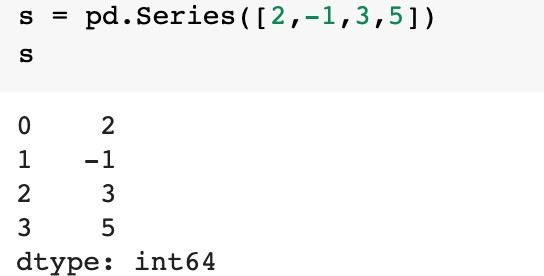 s = pd.Series([2,-1,3,5])
s
0     2
1    -1
2     3
3     5
dtype: int64